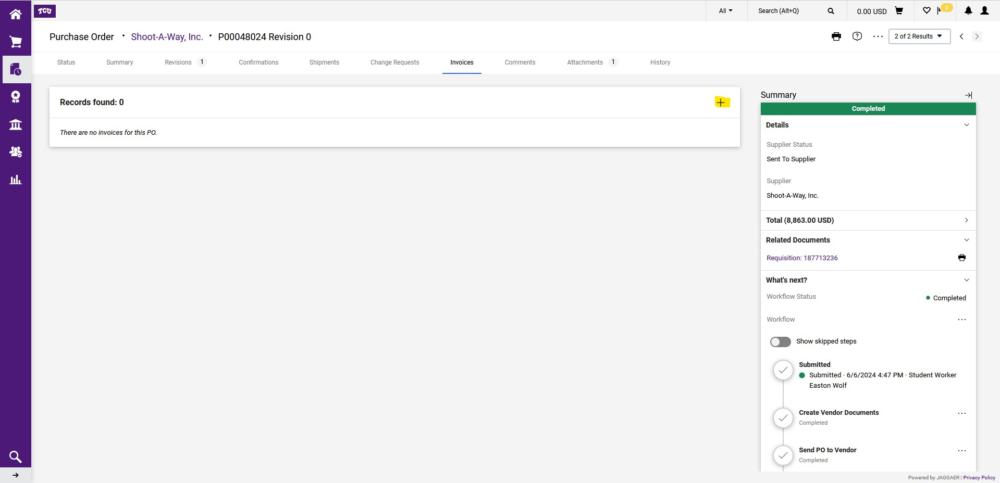 TCU
All
Search (Alt+Q)
0.00 USD
2
Purchase Order · Shoot-A-Way, Inc. · P00048024 Revision 0
2 of 2 Results
Status
Summary
Revisions 1
Confirmations
Shipments
Change Requests
Invoices
Comments
Attachments 1
History
Records found: 0
There are no invoices for this PO.
Summary
Completed
Details
Supplier Status
Sent To Supplier
Supplier
Shoot-A-Way, Inc.
Total (8,863.00 USD)
Related Documents
Requisition: 187713236
What's next?
Workflow Status
Completed
Workflow
Show skipped steps
Submitted
Submitted · 6/6/2024 4:47 PM · Student Worker
Easton Wolf
Create Vendor Documents
Completed
Send PO to Vendor
Completed
Powered by JAGGAER | Privacy Policy